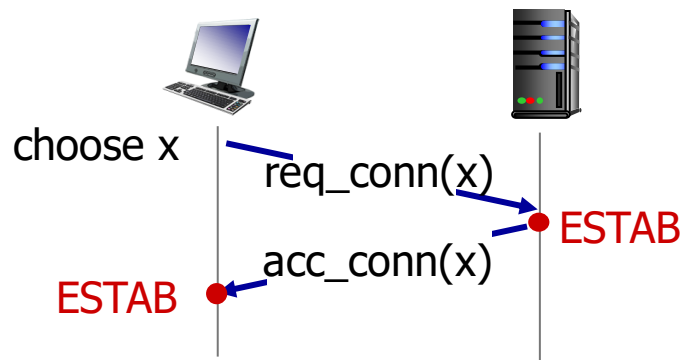 choose x
req_conn(x)
ESTAB
acc_conn(x)
ESTAB